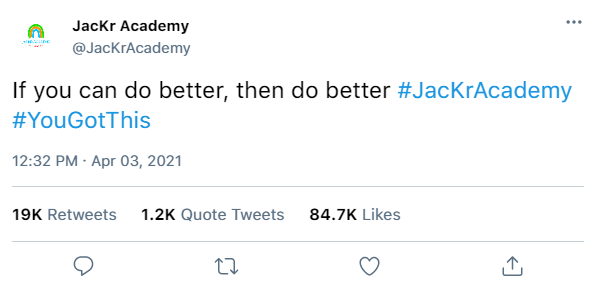 JacKr Academy
@JacKrAcademy
If you can do better, then do better #JacKrAcademy
#YouGotThis
12:32 PM · Apr 03, 2021
19K Retweets 1.2K Quote Tweets 84.7K Likes